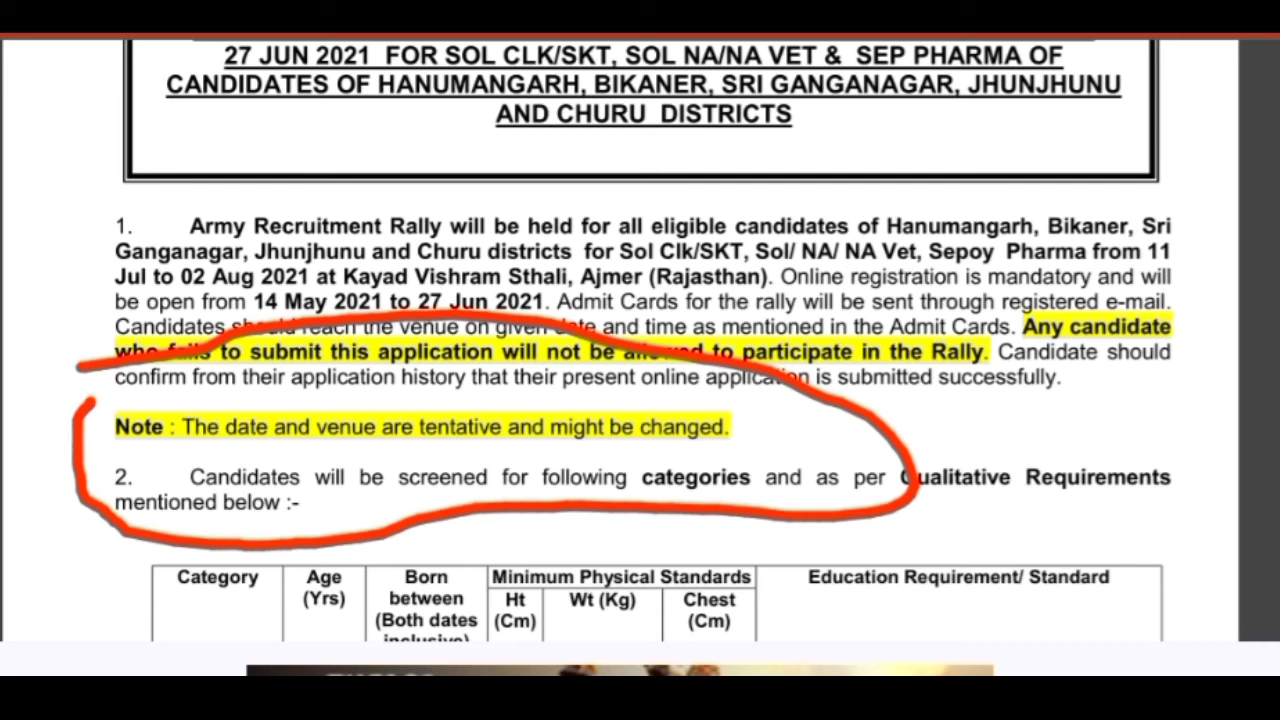 27 JUN 2021 FOR SOL CLK/SKT, SOL NA/NA VET & SEP PHARMA OF
CANDIDATES OF HANUMANGARH, BIKANER, SRI GANGANAGAR, JHUNJHUNU
AND CHURU DISTRICTS
1. Army Recruitment Rally will be held for all eligible candidates of Hanumangarh, Bikaner, Sri
Ganganagar, Jhunjhunu and Churu districts for Sol Clk/SKT, Sol/ NA/ NA Vet, Sepoy Pharma from 11
Jul to 02 Aug 2021 at Kayad Vishram Sthali, Ajmer (Rajasthan). Online registration is mandatory and will
be open from 14 May 2021 to 27 Jun 2021. Admit Cards for the rally will be sent through registered e-mail.
Candidates should reach the venue on given date and time as mentioned in the Admit Cards. Any candidate
who fails to submit this application will not be allowed to participate in the Rally. Candidate should
confirm from their application history that their present online application is submitted successfully.
Note : The date and venue are tentative and might be changed.
2. Candidates will be screened for following categories and as per Qualitative Requirements
mentioned below :-
Category Age Born Minimum Physical Standards Education Requirement/ Standard
(Yrs) between Ht Wt (Kg) Chest
(Both dates (Cm) (Cm)
inclusive)